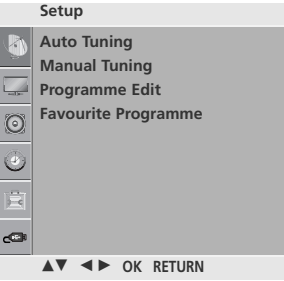 Setup
Auto Tuning
Manual Tuning
Programme Edit
Favourite Programme
▲▼ ◄► OK RETURN